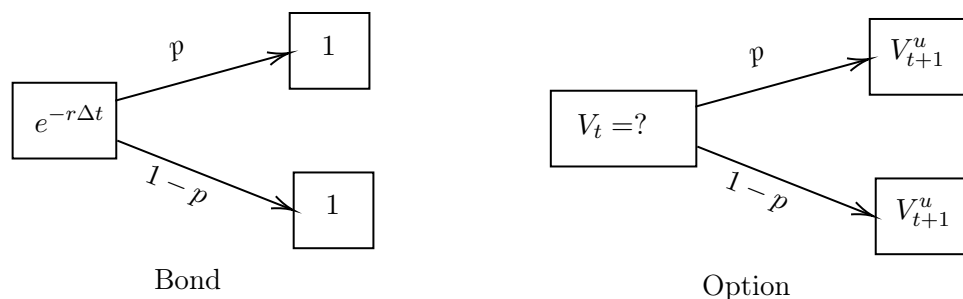 𝔭
1
e^{-rΔt}
1 − p
1
Bond
𝔭
V^u_{t+1}
V_t =?
1 − p
V^u_{t+1}
Option